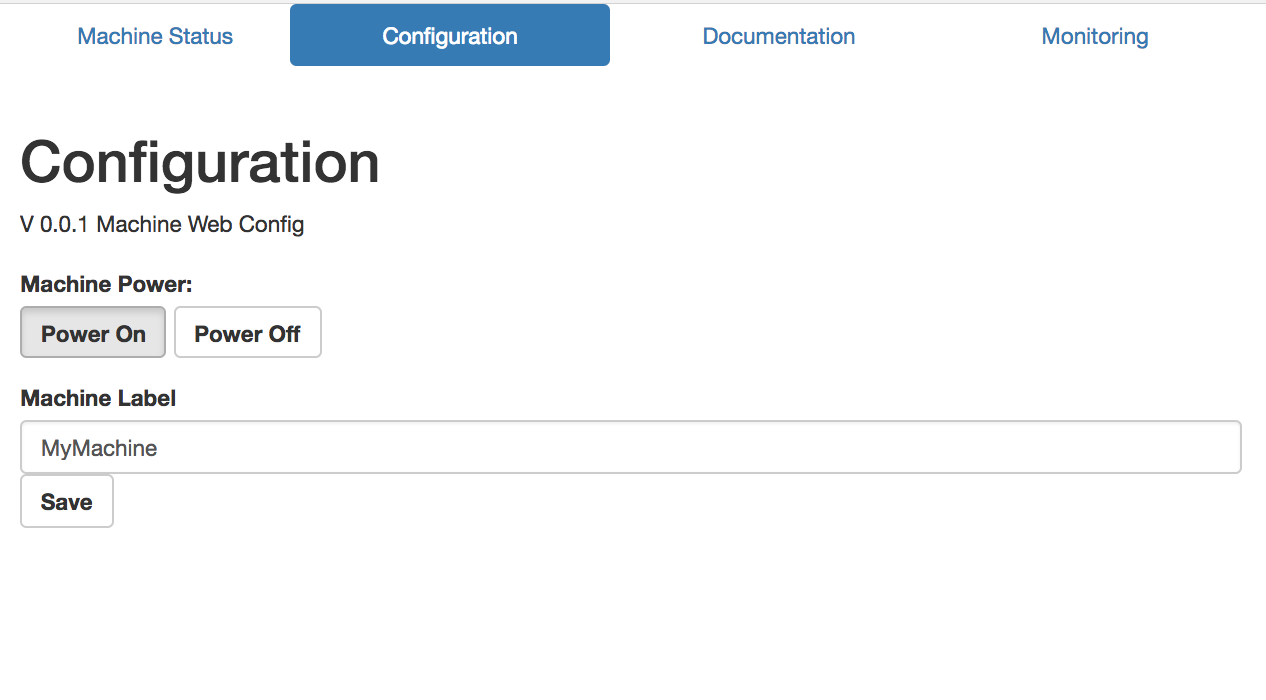 Machine Status Configuration Documentation Monitoring
Configuration
V 0.0.1 Machine Web Config
Machine Power:
Power On Power Off
Machine Label
MyMachine
Save